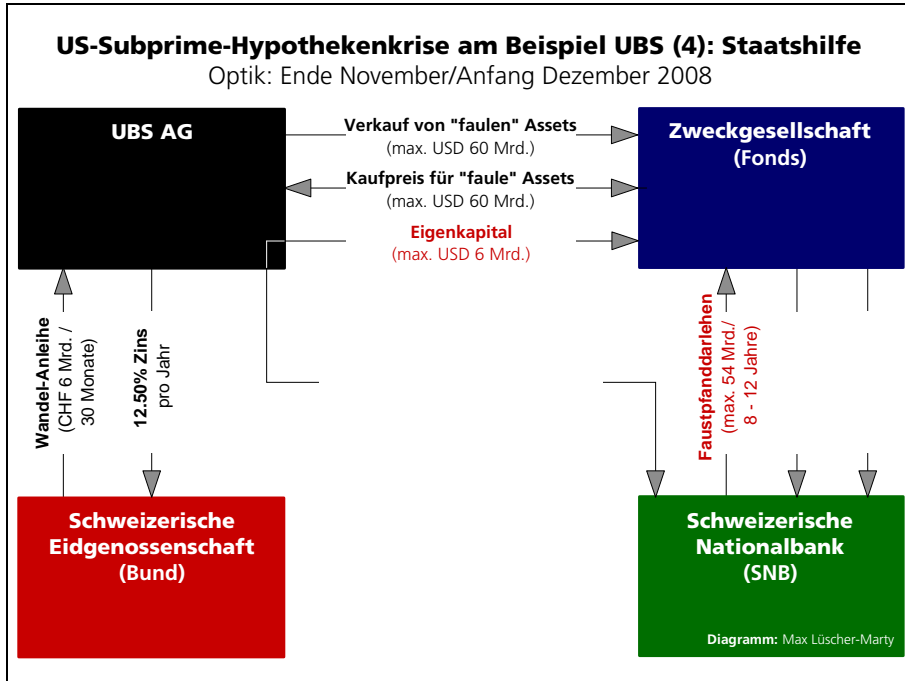 US-Subprime-Hypothekenkrise am Beispiel UBS (4): Staatshilfe
Optik: Ende November/Anfang Dezember 2008
UBS AG
Verkauf von "faulen" Assets
(max. USD 60 Mrd.)
Kaufpreis für "faule" Assets
(max. USD 60 Mrd.)
Eigenkapital
(max. USD 6 Mrd.)
Zweckgesellschaft
(Fonds)
Wandel-Anleihe
(CHF 6 Mrd. /
30 Monate)
12.50% Zins
pro Jahr
Faustpfanddarlehen
(max. 54 Mrd./
8 - 12 Jahre)
Schweizerische
Eidgenossenschaft
(Bund)
Schweizerische
Nationalbank
(SNB)
Diagramm: Max Lüscher-Marty